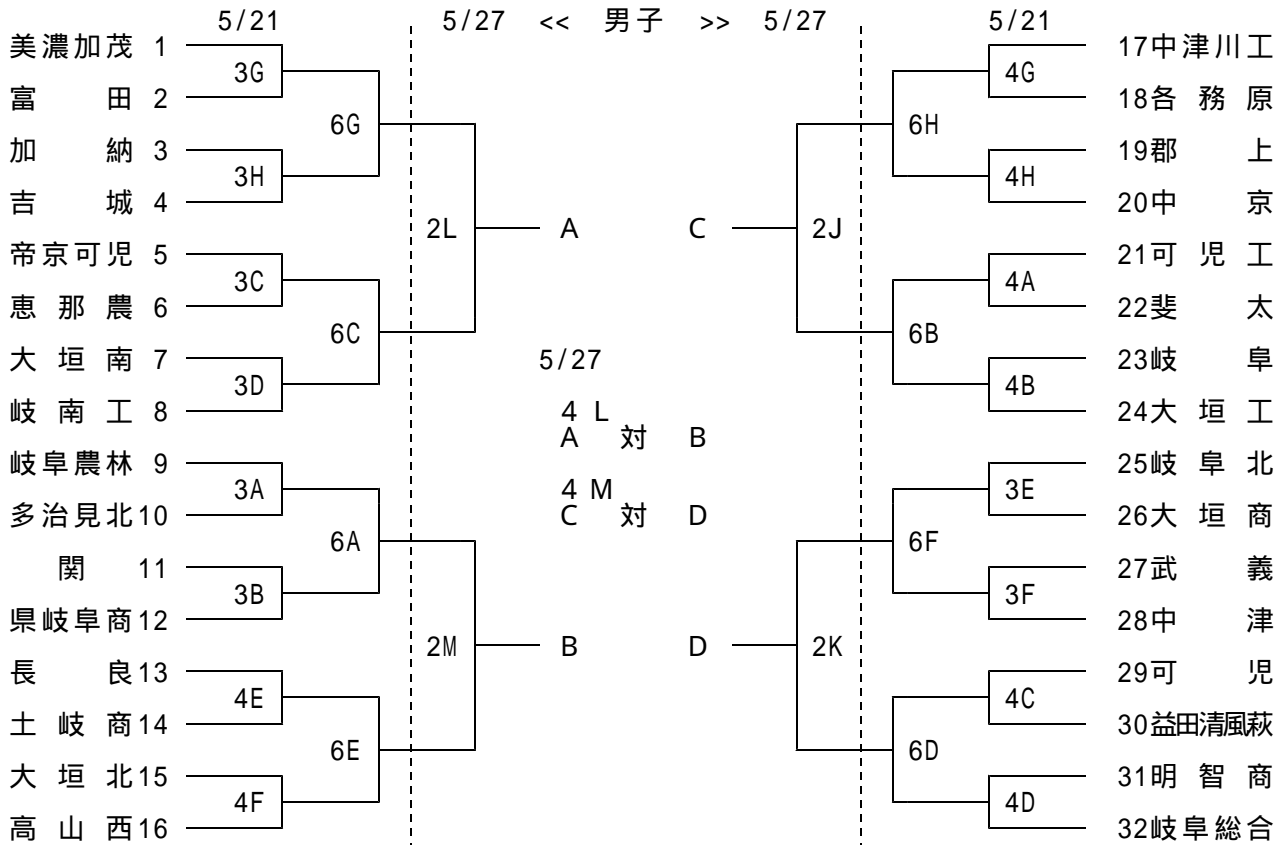 5/21 5/27 << 男子 >> 5/27 5/21
美濃加茂 1 17中津川工
3G 4G
富田 2 18各務原
6G 6H
加納 3 19郡上
3H 4H
吉城 4 20中京
2L A C 2J
帝京可児 5 21可児工
3C 4A
恵那農 6 22斐太
6C 6B
大垣南 7 5/27 23岐阜
3D 4B
岐南工 8 4 L 24大垣工
A 対 B
岐阜農林 9 25岐阜北
3A 4 M 3E
多治見北10 C 対 D 26大垣商
6A 6F
関 11 27武義
3B 3F
県岐阜商12 28中津
2M B D 2K
長良13 29可児
4E 4C
土岐商14 30益田清風萩
6E 6D
大垣北15 31明智商
4F 4D
高山西16 32岐阜総合